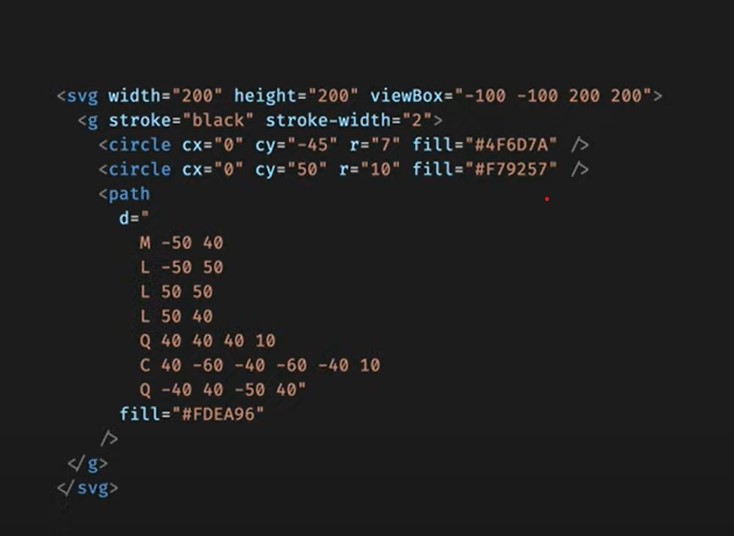 <svg width="200" height="200" viewBox="-100 -100 200 200">
<g stroke="black" stroke-width="2">
<circle cx="0" cy="-45" r="7" fill="#4F6D7A" />
<circle cx="0" cy="50" r="10" fill="#F79257" />
<path
d="
M -50 40
L -50 50
L 50 50
L 50 40
Q 40 40 40 10
C 40 -60 -40 -60 -40 10
Q -40 40 -50 40"
fill="#FDEA96"
/>
</g>
</svg>